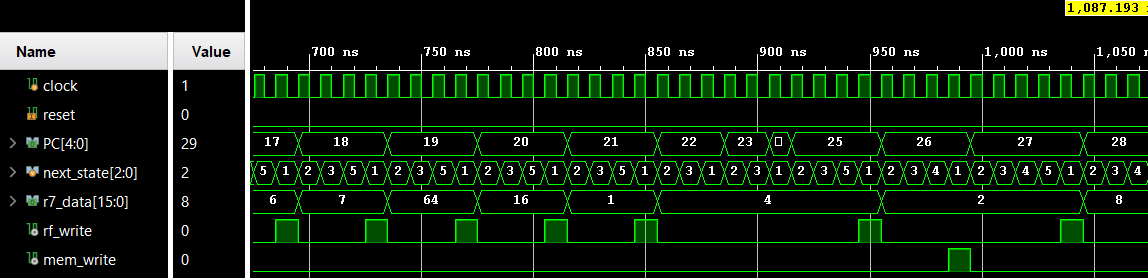 1,087.193
Name Value
700 ns 750 ns 800 ns 850 ns 900 ns 950 ns 1,000 ns 1,050
clock 1
reset 0
PC[4:0] 29 17 18 19 20 21 22 23 25 26 27 28
next_state[2:0] 2 5 1 2 3 5 1 2 3 5 1 2 3 5 1 2 3 5 1 2 3 1 2 3 1 2 3 5 1 2 3 4 1 2 3 4 5 1 2 3 4
r7_data[15:0] 8 6 7 64 16 1 4 2 8
rf_write 0
mem_write 0